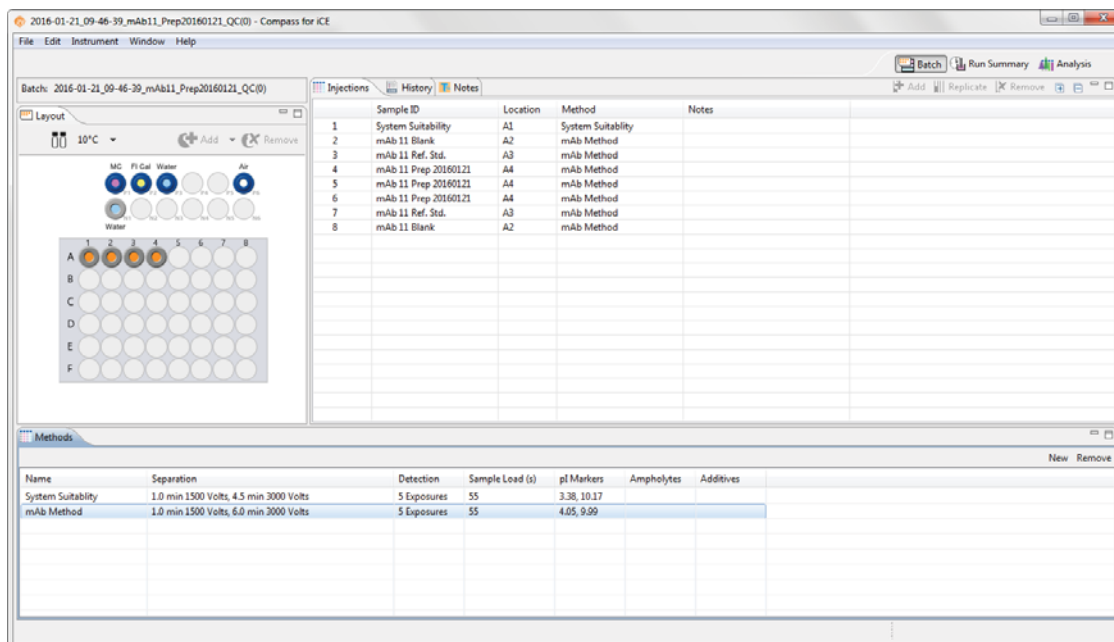 2016-01-21_09-46-39_mAb11_Prep20160121_QC(0) - Compass for iCE
File Edit Instrument Window Help
Batch Run Summary Analysis
Batch: 2016-01-21_09-46-39_mAb11_Prep20160121_QC(0)
Layout
10°C Add Remove
MC Fl Cal Water Air
Water
1 2 3 4 5 6 7 8
A
B
C
D
E
F
Injections History Notes Add Replicate Remove
Sample ID Location Method Notes
1 System Suitability A1 System Suitablity
2 mAb 11 Blank A2 mAb Method
3 mAb 11 Ref. Std. A3 mAb Method
4 mAb 11 Prep 20160121 A4 mAb Method
5 mAb 11 Prep 20160121 A4 mAb Method
6 mAb 11 Prep 20160121 A4 mAb Method
7 mAb 11 Ref. Std. A3 mAb Method
8 mAb 11 Blank A2 mAb Method
Methods
New Remove
Name Separation Detection Sample Load (s) pI Markers Ampholytes Additives
System Suitablity 1.0 min 1500 Volts, 4.5 min 3000 Volts 5 Exposures 55 3.38, 10.17
mAb Method 1.0 min 1500 Volts, 6.0 min 3000 Volts 5 Exposures 55 4.05, 9.99